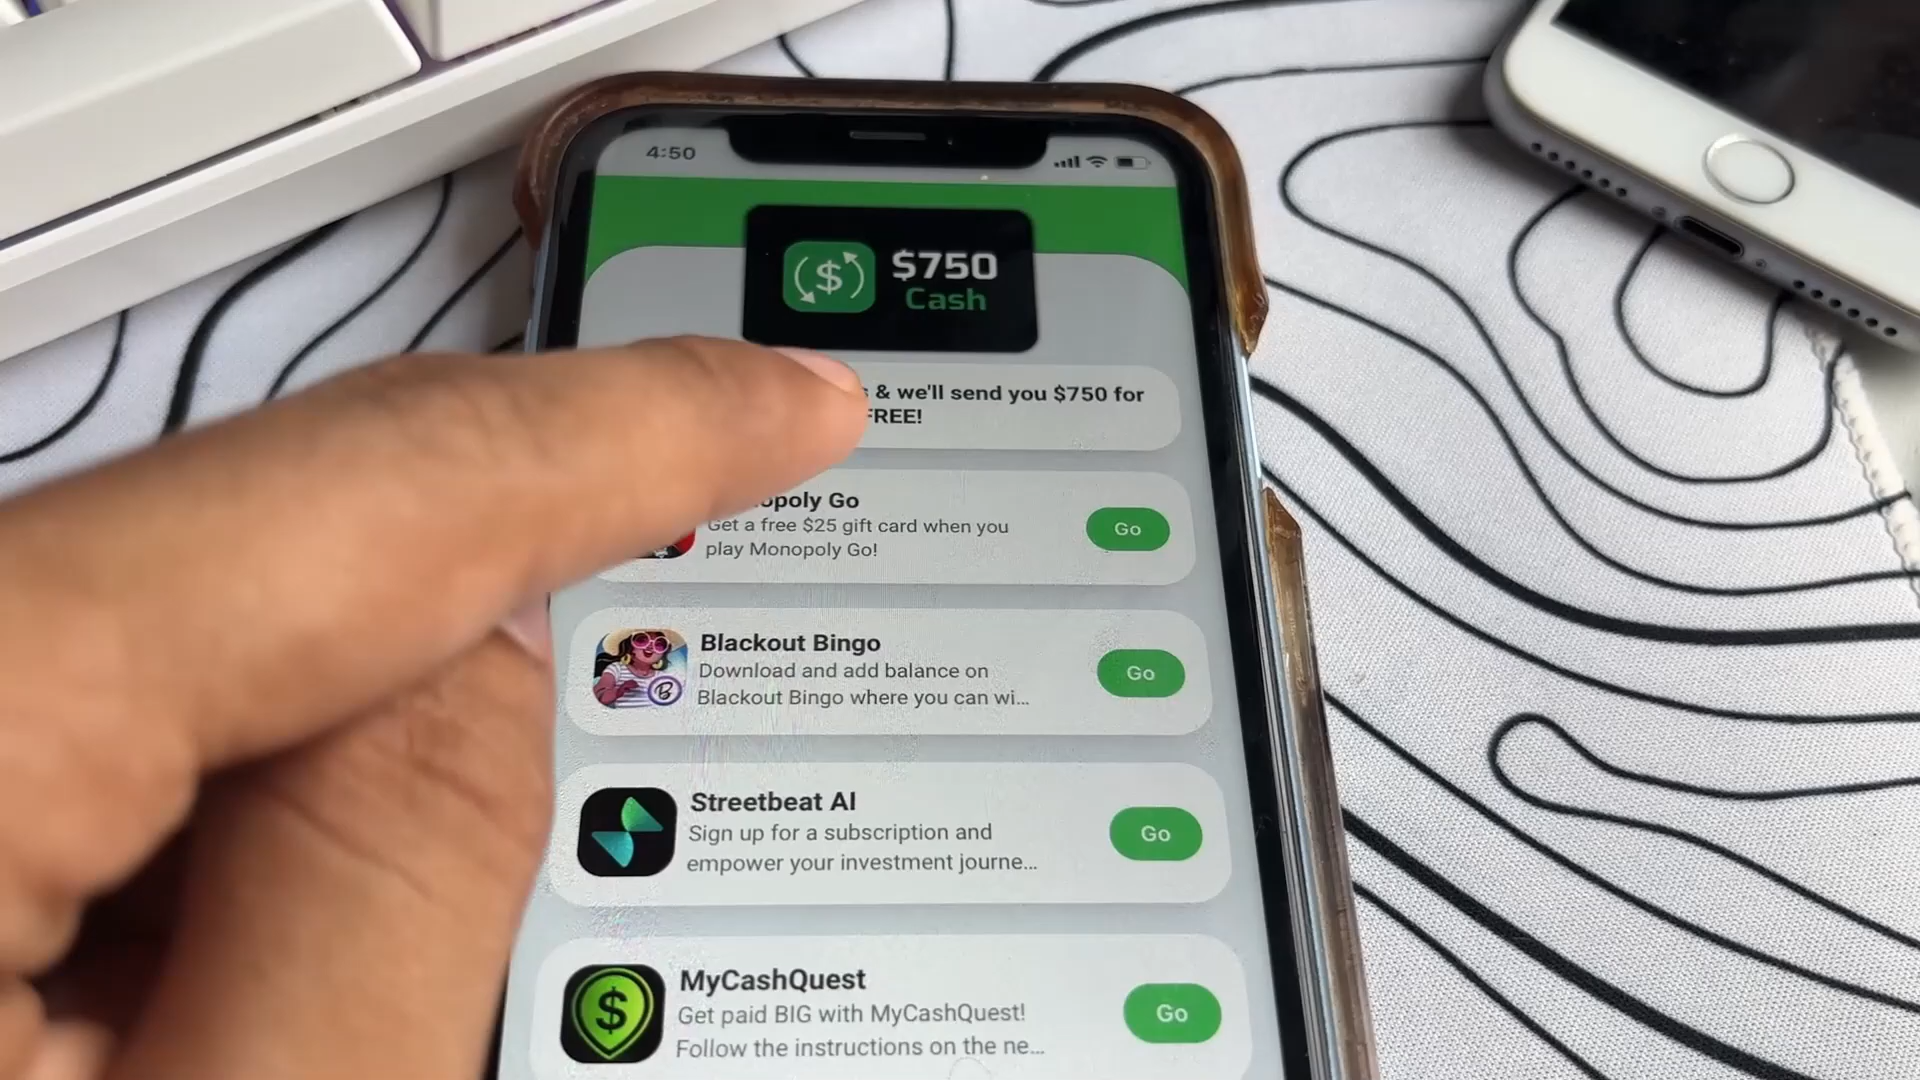 4:50
$750
Cash
& we'll send you $750 for
FREE!
Go
Get a free $25 gift card when you
play Monopoly Go!
Go
Blackout Bingo
Download and add balance on
Blackout Bingo where you can wi...
Go
Streetbeat AI
Sign up for a subscription and
empower your investment journe...
Go
MyCashQuest
Get paid BIG with MyCashQuest!
Follow the instructions on the ne...
Go